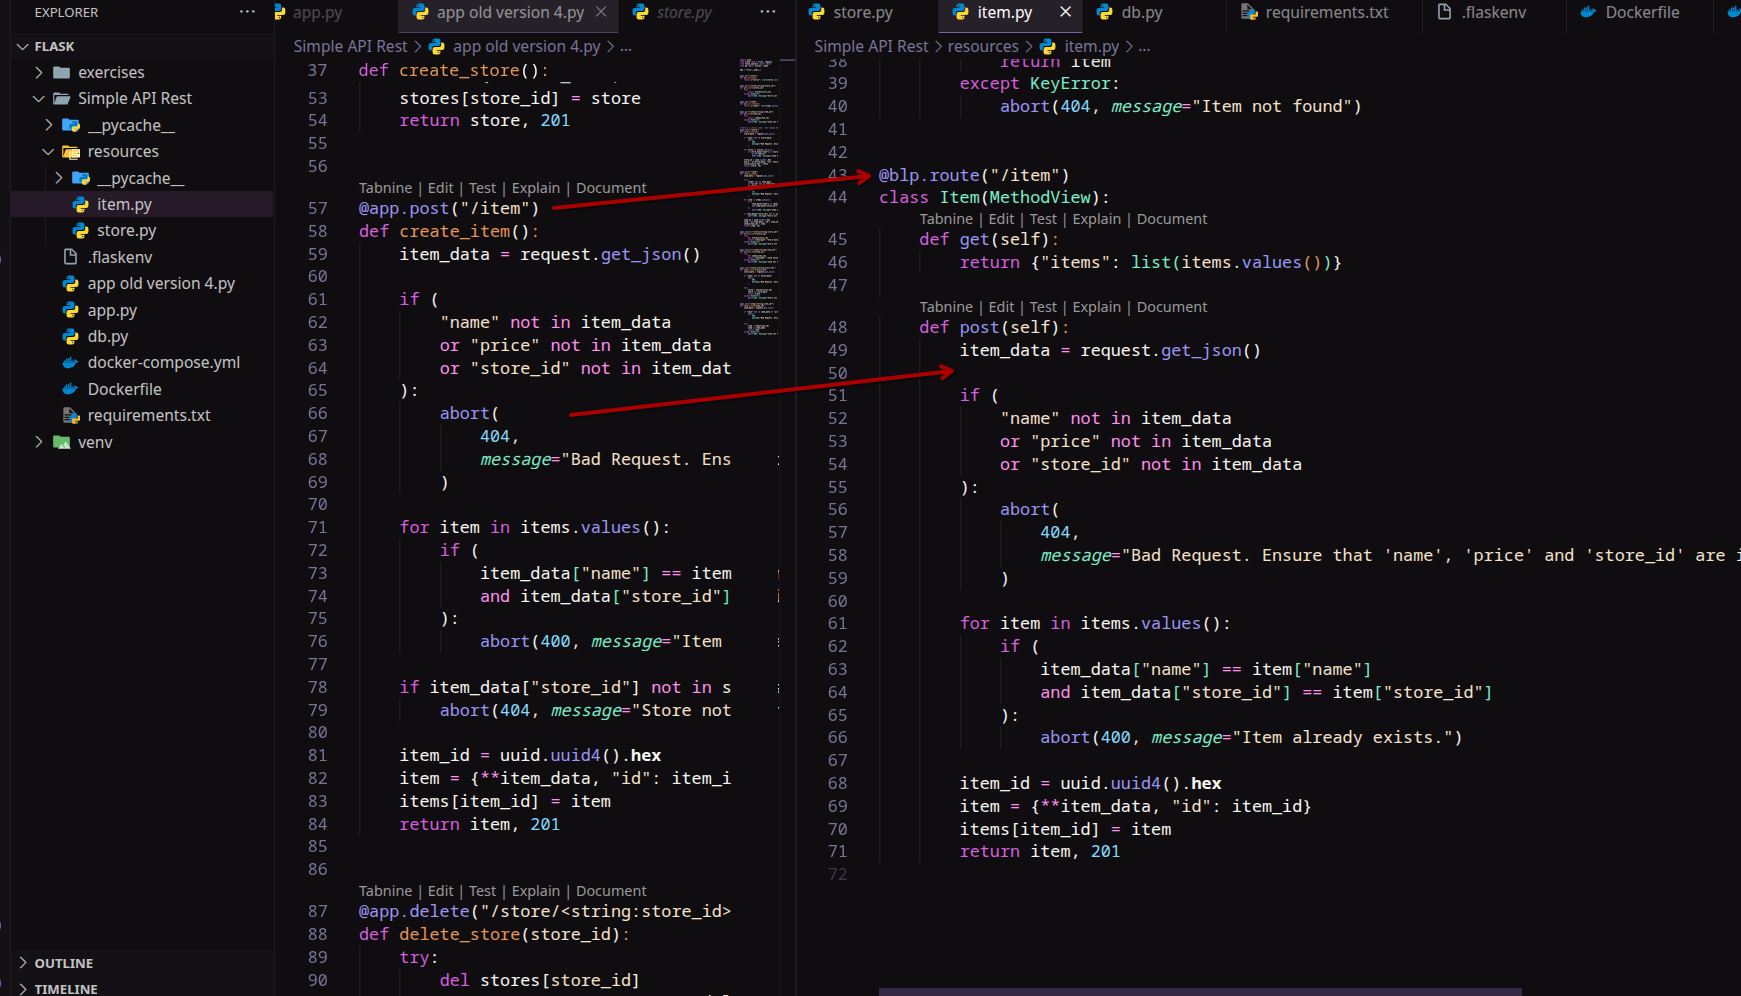 EXPLORER
FLASK
exercises
Simple API Rest
__pycache__
resources
__pycache__
item.py
store.py
.flaskenv
app old version 4.py
app.py
db.py
docker-compose.yml
Dockerfile
requirements.txt
venv
OUTLINE
TIMELINE
app.py
app old version 4.py
store.py
Simple API Rest > app old version 4.py > ...
37 def create_store():
53 stores[store_id] = store
54 return store, 201
55
56
Tabnine | Edit | Test | Explain | Document
57 @app.post("/item")
58 def create_item():
59 item_data = request.get_json()
60
61 if (
62 "name" not in item_data
63 or "price" not in item_data
64 or "store_id" not in item_dat
65 ):
66 abort(
67 404,
68 message="Bad Request. Ens
69 )
70
71 for item in items.values():
72 if (
73 item_data["name"] == item
74 and item_data["store_id"]
75 ):
76 abort(400, message="Item
77
78 if item_data["store_id"] not in s
79 abort(404, message="Store not
80
81 item_id = uuid.uuid4().hex
82 item = {**item_data, "id": item_i
83 items[item_id] = item
84 return item, 201
85
86
Tabnine | Edit | Test | Explain | Document
87 @app.delete("/store/<string:store_id>
88 def delete_store(store_id):
89 try:
90 del stores[store_id]
store.py
item.py
db.py
requirements.txt
.flaskenv
Dockerfile
Simple API Rest > resources > item.py > ...
38 return item
39 except KeyError:
40 abort(404, message="Item not found")
41
42
43 @blp.route("/item")
44 class Item(MethodView):
Tabnine | Edit | Test | Explain | Document
45 def get(self):
46 return {"items": list(items.values())}
47
Tabnine | Edit | Test | Explain | Document
48 def post(self):
49 item_data = request.get_json()
50
51 if (
52 "name" not in item_data
53 or "price" not in item_data
54 or "store_id" not in item_data
55 ):
56 abort(
57 404,
58 message="Bad Request. Ensure that 'name', 'price' and 'store_id' are i
59 )
60
61 for item in items.values():
62 if (
63 item_data["name"] == item["name"]
64 and item_data["store_id"] == item["store_id"]
65 ):
66 abort(400, message="Item already exists.")
67
68 item_id = uuid.uuid4().hex
69 item = {**item_data, "id": item_id}
70 items[item_id] = item
71 return item, 201
72